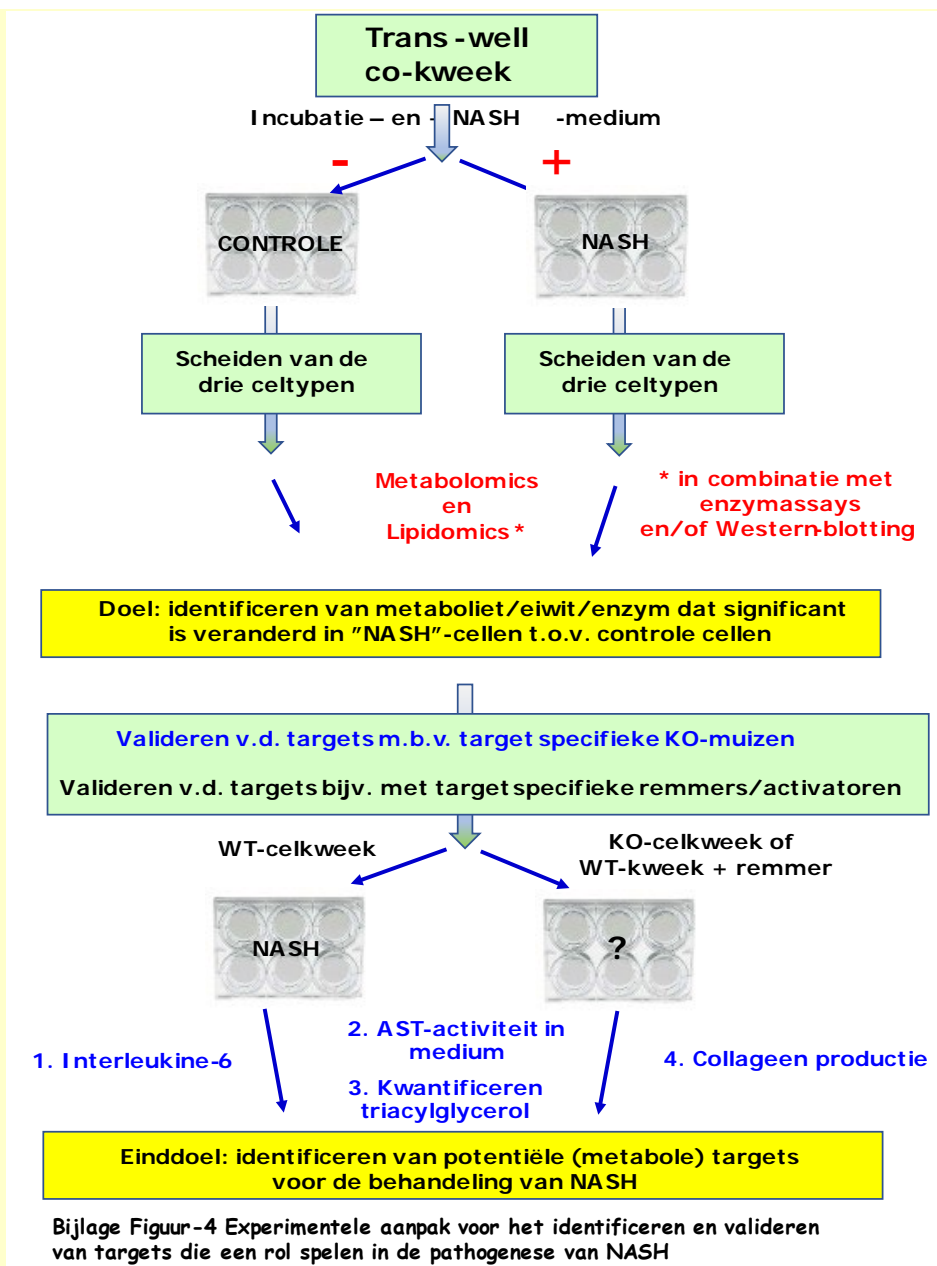 Trans-well
co-kweek
Incubatie – en - NASH -medium
- +
CONTROLE
NASH
Scheiden van de
drie celtypen
Scheiden van de
drie celtypen
Metabolomics
en
Lipidomics *
* in combinatie met
enzymassays
en/of Western-blotting
Doel: identificeren van metaboliet/eiwit/enzym dat significant
is veranderd in ”NASH”-cellen t.o.v. controle cellen
Valideren v.d. targets m.b.v. target specifieke KO-muizen
Valideren v.d. targets bijv. met target specifieke remmers/activatoren
WT-celkweek
KO-celkweek of
WT-kweek + remmer
NASH
?
1. Interleukine-6
2. AST-activiteit in
medium
3. Kwantificeren
triacylglycerol
4. Collageen productie
Einddoel: identificeren van potentiële (metabole) targets
voor de behandeling van NASH
Bijlage Figuur-4 Experimentele aanpak voor het identificeren en valideren
van targets die een rol spelen in de pathogenese van NASH